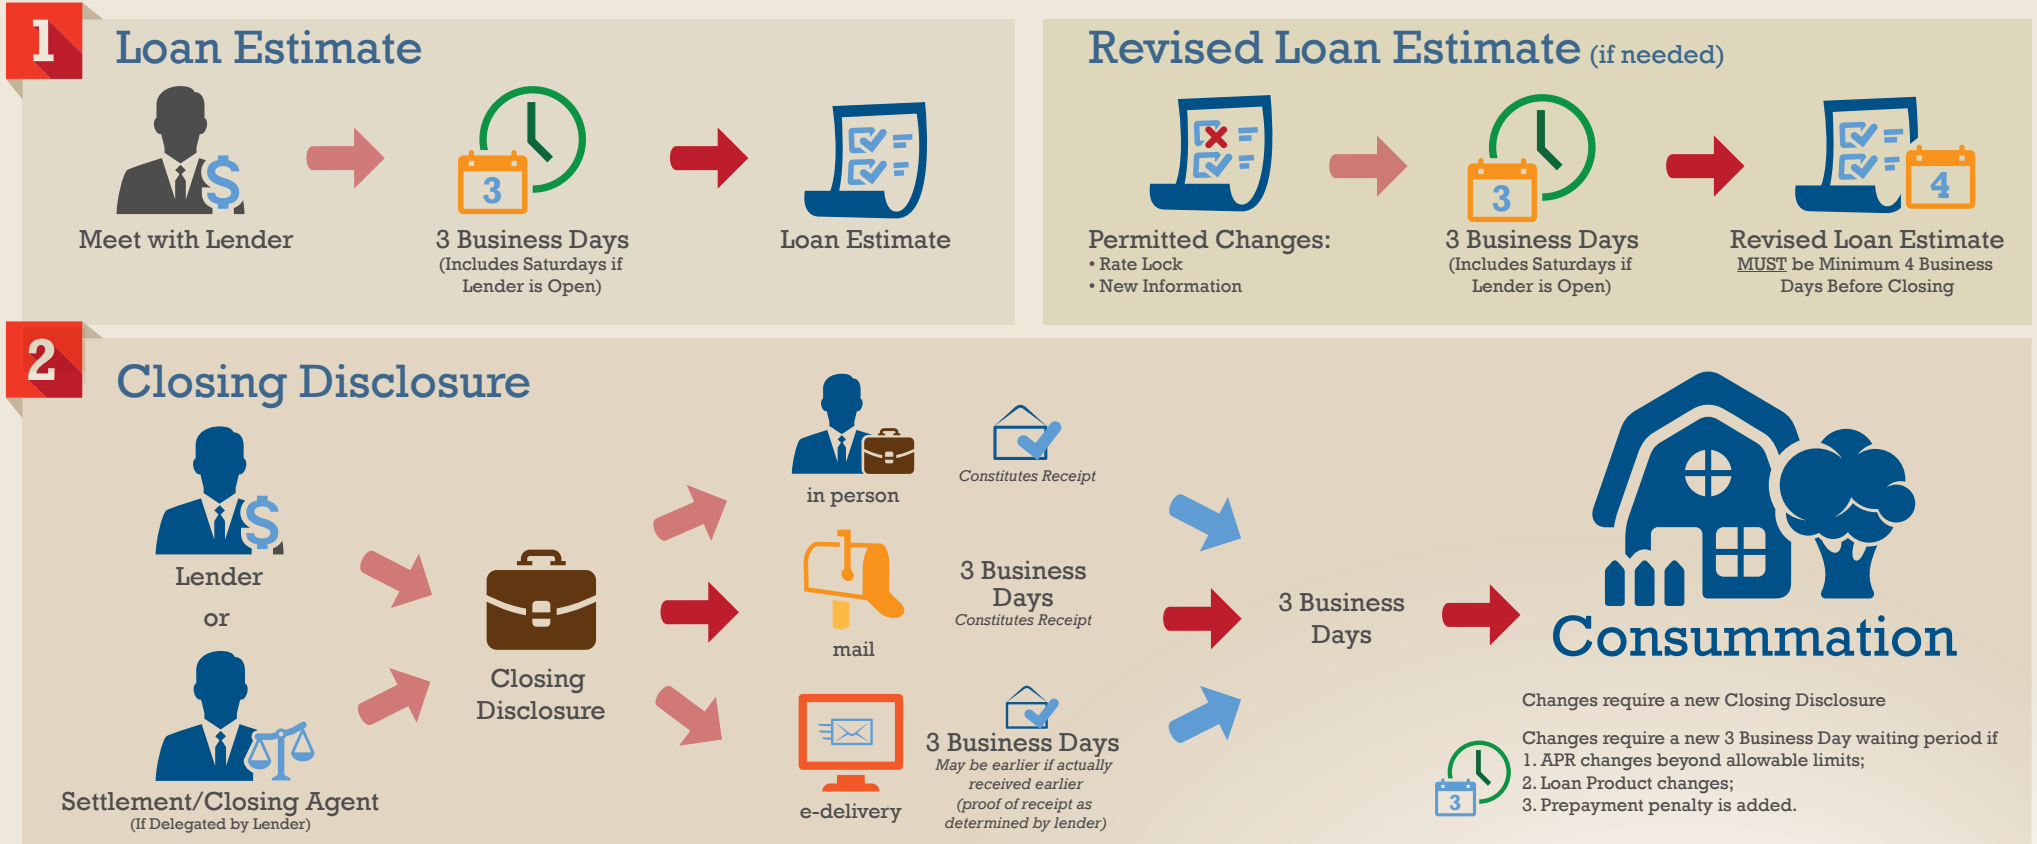 1
Loan Estimate
$
Meet with Lender
3
3 Business Days
(Includes Saturdays if
Lender is Open)
Loan Estimate
Revised Loan Estimate (if needed)
Permitted Changes:
• Rate Lock
• New Information
3
3 Business Days
(Includes Saturdays if
Lender is Open)
4
Revised Loan Estimate
MUST be Minimum 4 Business
Days Before Closing
2
Closing Disclosure
$
Lender
or
Settlement/Closing Agent
(If Delegated by Lender)
Closing
Disclosure
in person
Constitutes Receipt
mail
3 Business
Days
Constitutes Receipt
e-delivery
3 Business Days
May be earlier if actually
received earlier
(proof of receipt as
determined by lender)
3 Business
Days
Consummation
Changes require a new Closing Disclosure
3
Changes require a new 3 Business Day waiting period if
1. APR changes beyond allowable limits;
2. Loan Product changes;
3. Prepayment penalty is added.